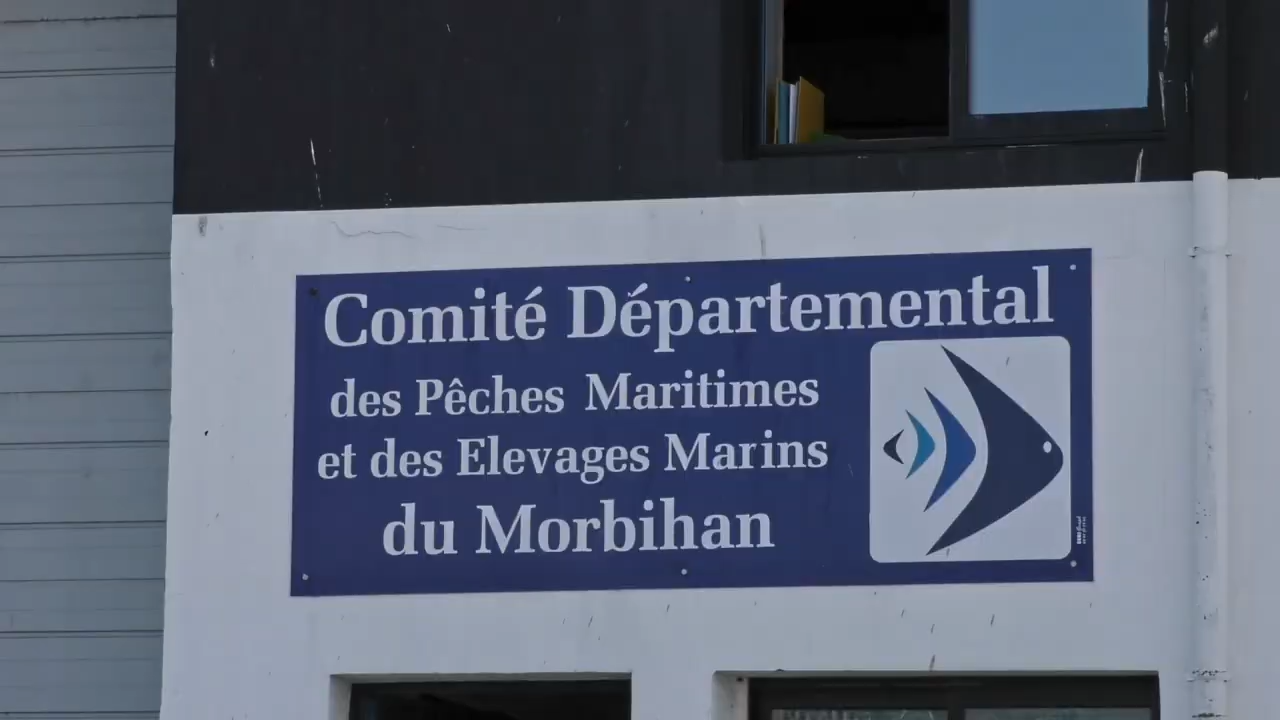 Comité Départemental
des Pêches Maritimes
et des Elevages Marins
du Morbihan